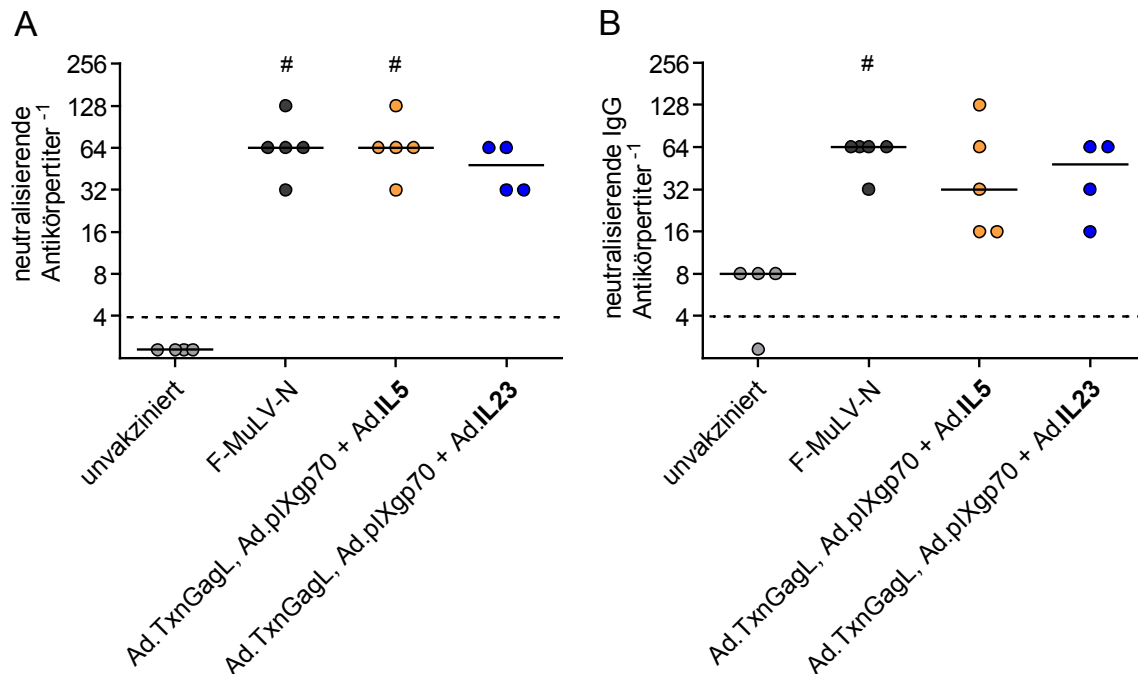 A
neutralisierende
Antikörpertiter -1
256
128
64
32
16
8
4
# #
unvakziniert
F-MuLV-N
Ad.TxnGagL, Ad.pIXgp70 + Ad.IL5
Ad.TxnGagL, Ad.pIXgp70 + Ad.IL23
B
neutralisierende IgG
Antikörpertiter -1
256
128
64
32
16
8
4
#
unvakziniert
F-MuLV-N
Ad.TxnGagL, Ad.pIXgp70 + Ad.IL5
Ad.TxnGagL, Ad.pIXgp70 + Ad.IL23